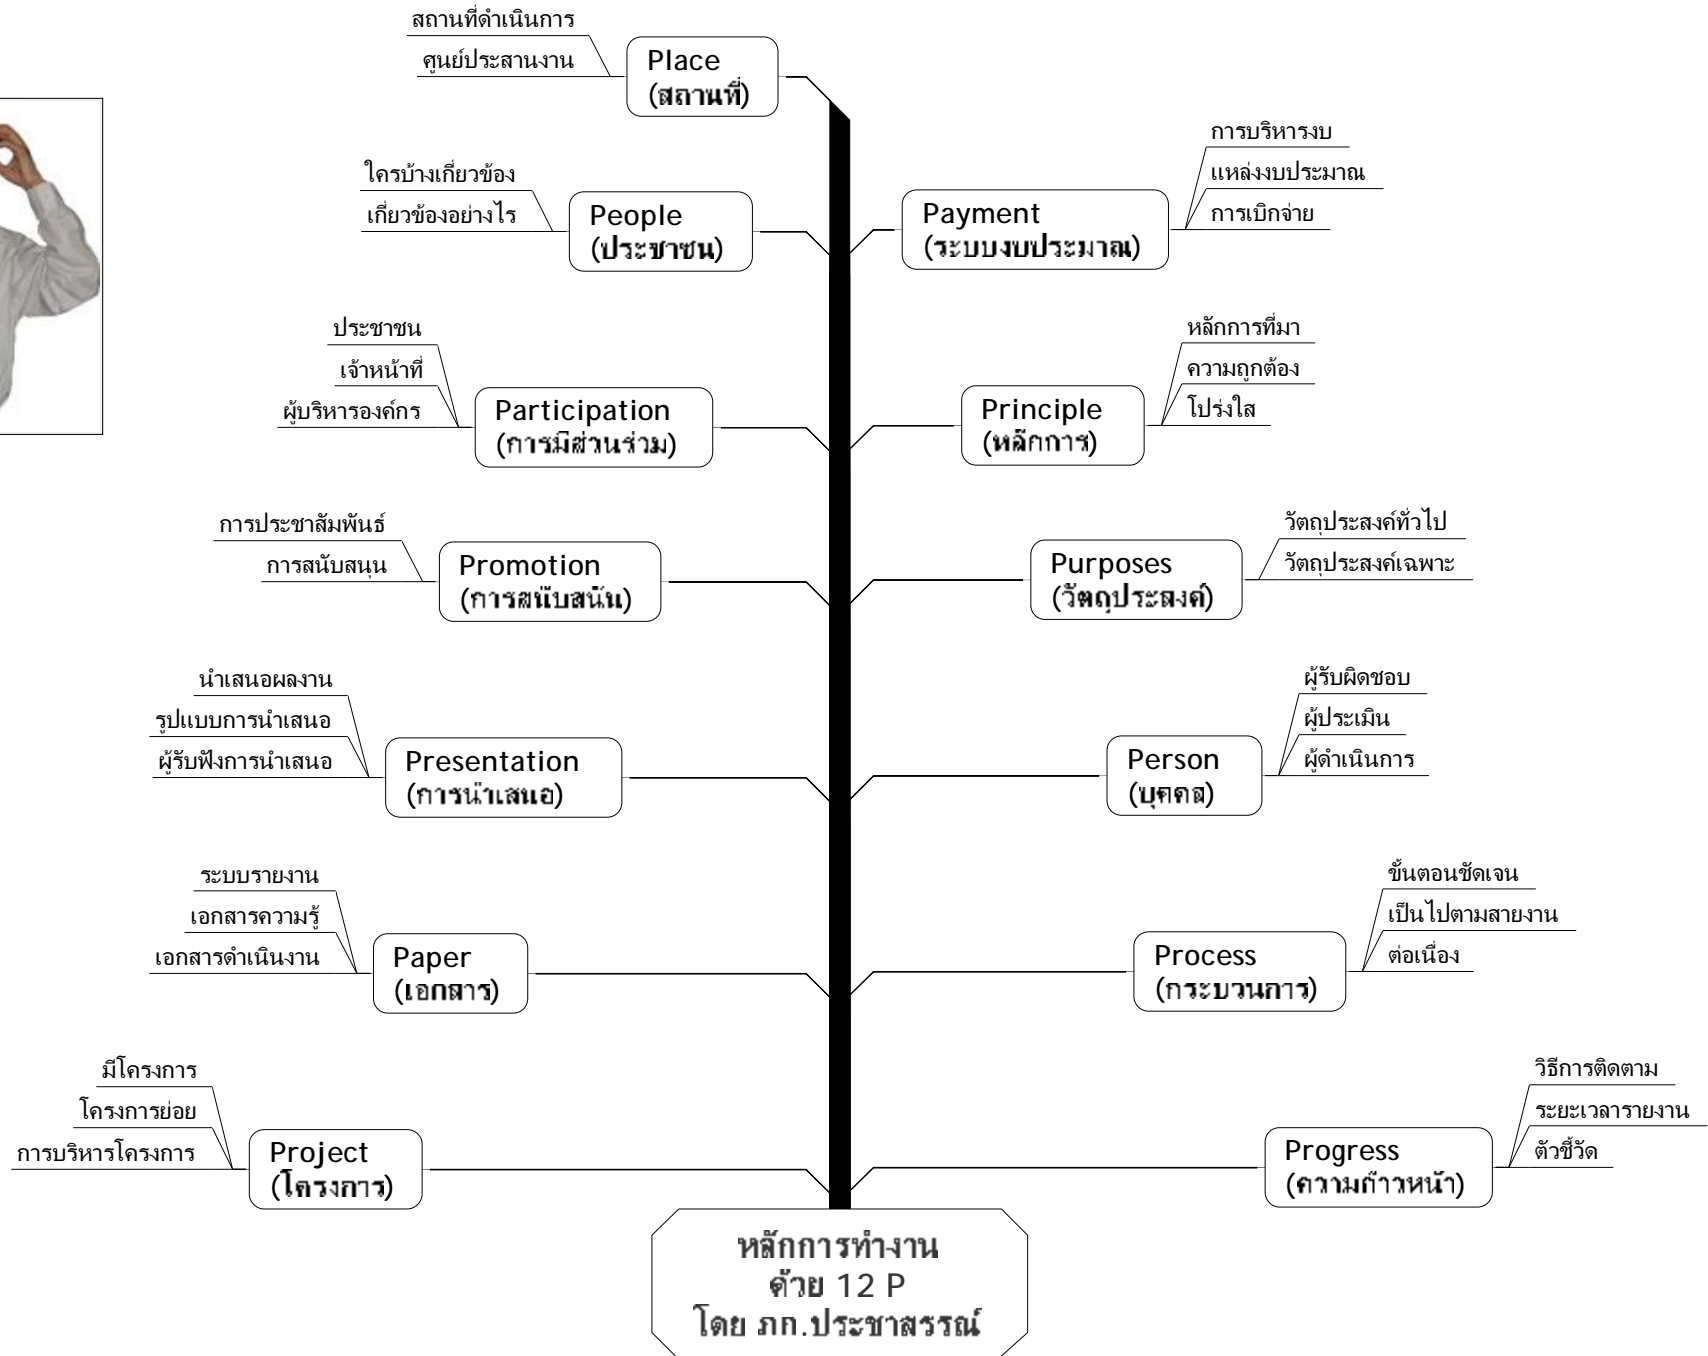 สถานที่ดำเนินการ
ศูนย์ประสานงาน
Place
(สถานที่)
ใครบ้างเกี่ยวข้อง
เกี่ยวข้องอย่างไร
People
(ประชาชน)
ประชาชน
เจ้าหน้าที่
ผู้บริหารองค์กร
Participation
(การมีส่วนร่วม)
การประชาสัมพันธ์
การสนับสนุน
Promotion
(การสนับสนุ้น)
นำเสนอผลงาน
รูปแบบการนำเสนอ
ผู้รับฟังการนำเสนอ
Presentation
(การนำเสนอ)
ระบบรายงาน
เอกสารความรู้
เอกสารดำเนินงาน
Paper
(เอกสาร)
มีโครงการ
โครงการย่อย
การบริหารโครงการ
Project
(โครงการ)
การบริหารงบ
แหล่งงบประมาณ
การเบิกจ่าย
Payment
(ระบบงบประมาณ)
หลักการที่มา
ความถูกต้อง
โปร่งใส
Principle
(หลักการ)
วัตถุประสงค์ทั่วไป
วัตถุประสงค์เฉพาะ
Purposes
(วัตถุประสงค์)
ผู้รับผิดชอบ
ผู้ประเมิน
ผู้ดำเนินการ
Person
(บุคคล)
ขั้นตอนชัดเจน
เป็นไปตามสายงาน
ต่อเนื่อง
Process
(กระบวนการ)
วิธีการติดตาม
ระยะเวลารายงาน
ตัวชี้วัด
Progress
(ความก้าวหน้า)
หลักการทำงาน
ด้วย 12 P
โดย ภก.ประชาสรรณ์